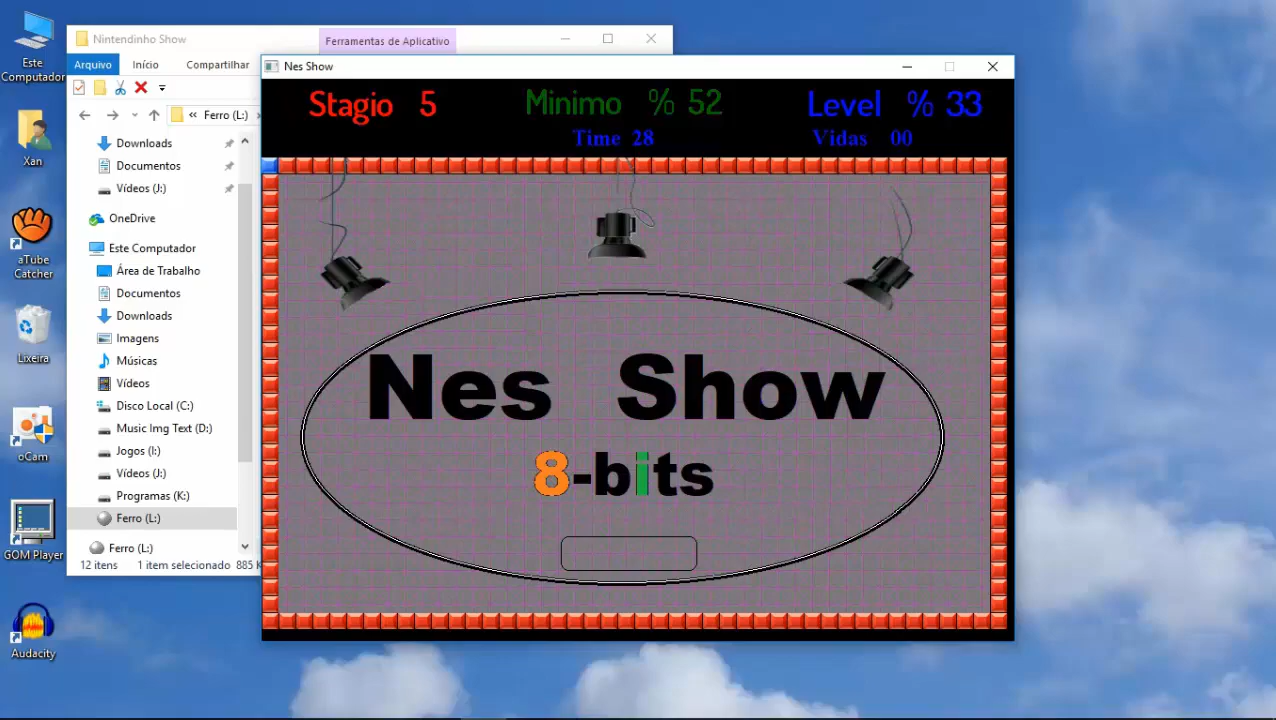 Este
Computador
Xan
aTube
Catcher
Lixeira
oCam
GOM Player
Audacity
Nintendinho Show
Ferramentas de Aplicativo
Arquivo
Início
Compartilhar
« Ferro (L:)
Downloads
Documentos
Vídeos (J:)
OneDrive
Este Computador
Área de Trabalho
Documentos
Downloads
Imagens
Músicas
Vídeos
Disco Local (C:)
Music Img Text (D:)
Jogos (I:)
Vídeos (J:)
Programas (K:)
Ferro (L:)
Ferro (L:)
12 itens 1 item selecionado 885 K
Nes Show
Stagio 5 Minimo % 52 Level % 33
Time 28 Vidas 00
Nes Show
8-bits